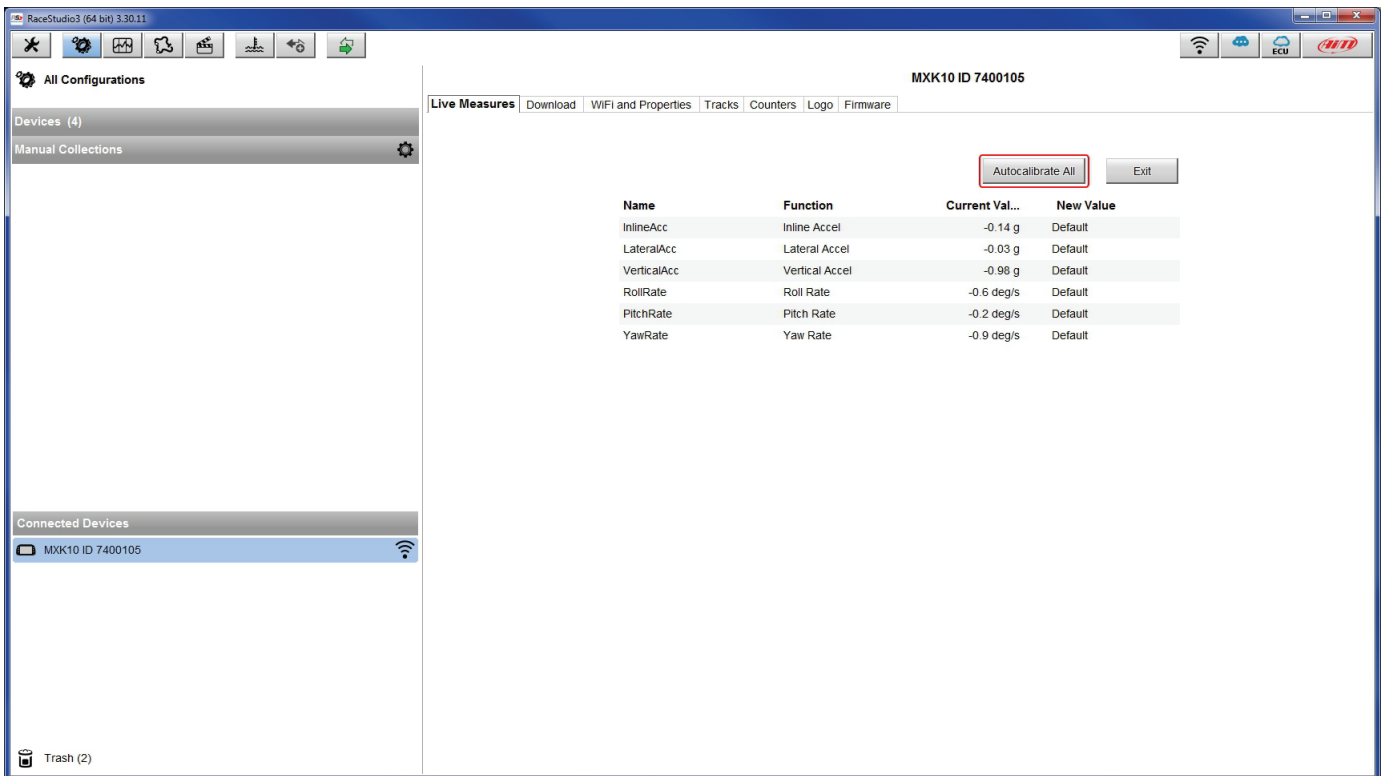 RaceStudio3 (64 bit) 3.30.11
ECU
AiM
All Configurations
MXK10 ID 7400105
Live Measures Download WiFi and Properties Tracks Counters Logo Firmware
Devices (4)
Manual Collections
Autocalibrate All Exit
Name Function Current Val... New Value
InlineAcc Inline Accel -0.14 g Default
LateralAcc Lateral Accel -0.03 g Default
VerticalAcc Vertical Accel -0.98 g Default
RollRate Roll Rate -0.6 deg/s Default
PitchRate Pitch Rate -0.2 deg/s Default
YawRate Yaw Rate -0.9 deg/s Default
Connected Devices
MXK10 ID 7400105
Trash (2)